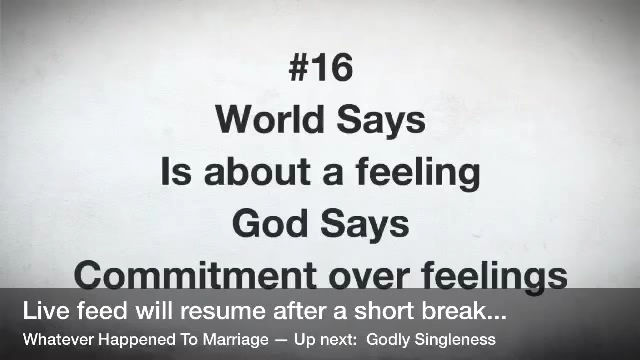 #16
World Says
Is about a feeling
God Says
Commitment over feelings
Live feed will resume after a short break...
Whatever Happened To Marriage — Up next:  Godly Singleness